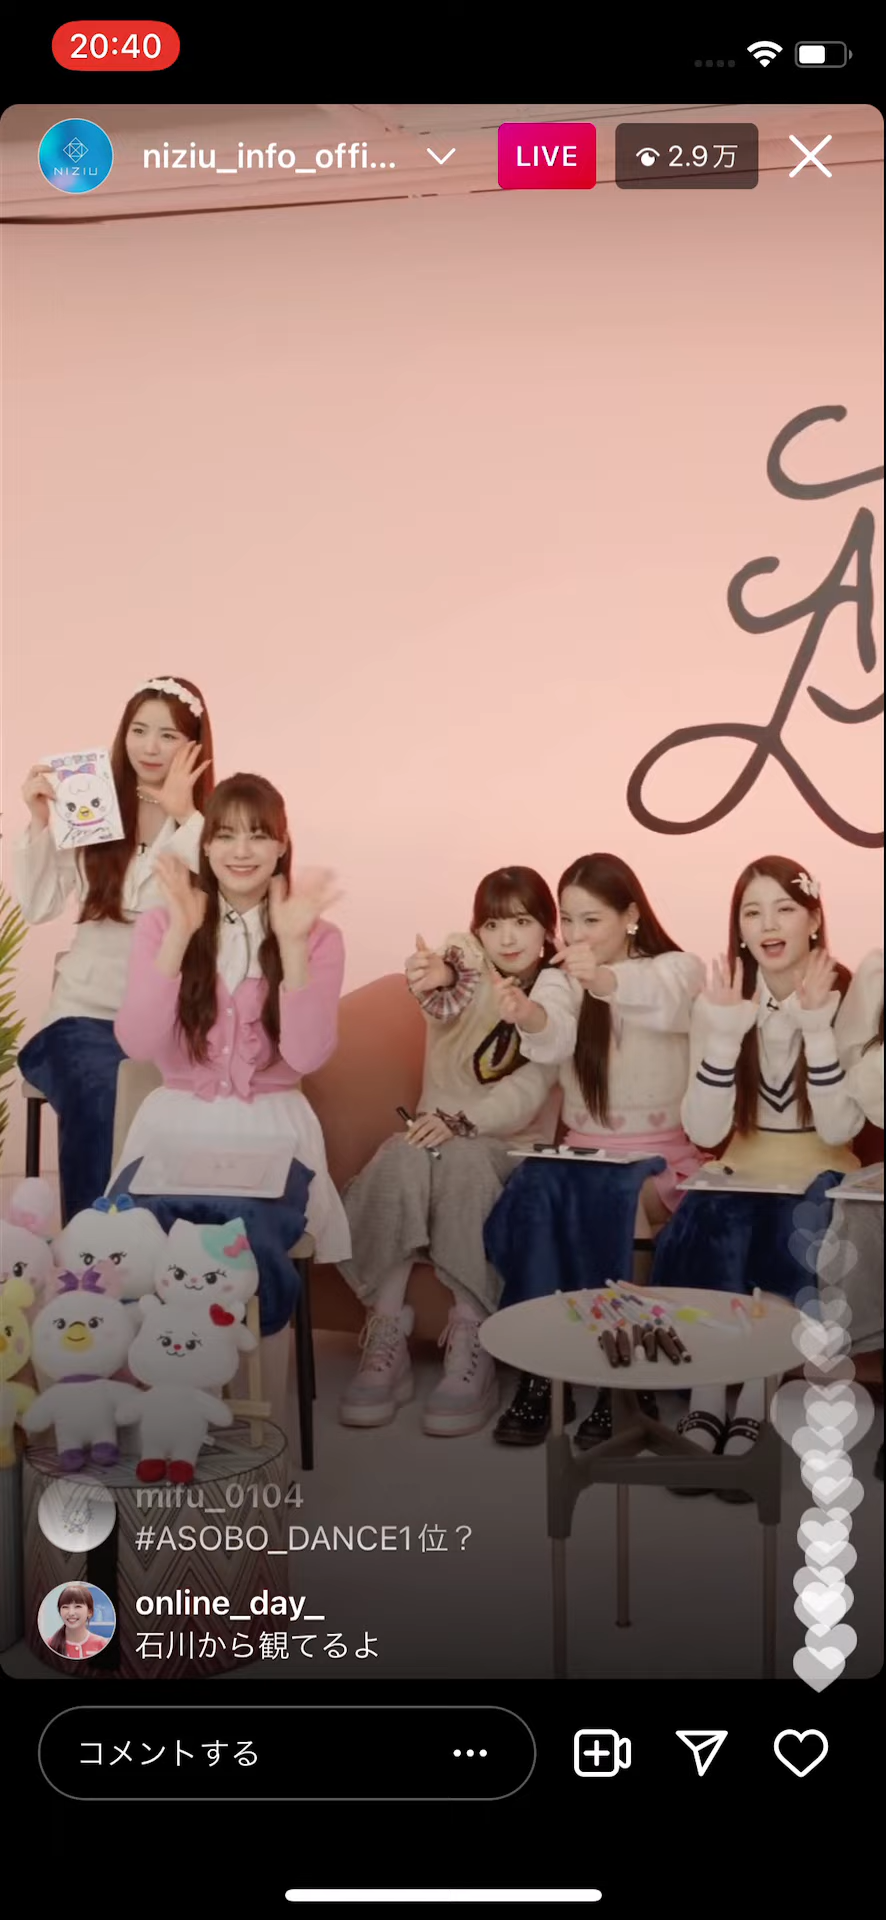 20:40
NIZIU
niziu_info_offi...
LIVE
2.9万
mifu_0104
#ASOBO_DANCE1位？
online_day_
石川から観てるよ
コメントする